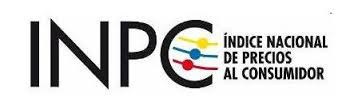 INPC
ÍNDICE NACIONAL
DE PRECIOS
AL CONSUMIDOR